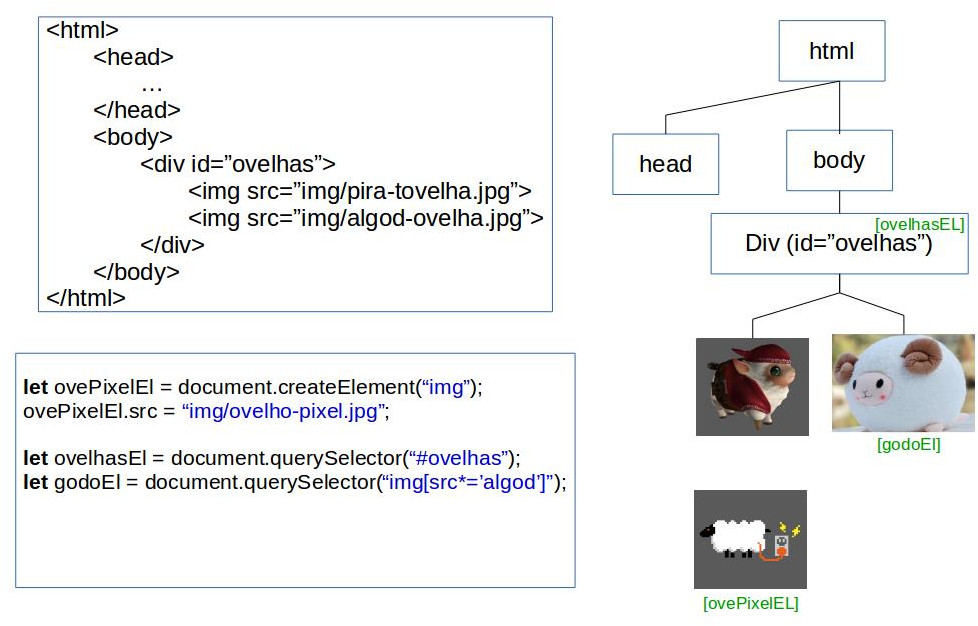 <html>
<head>
...
</head>
<body>
<div id=”ovelhas”>
<img src=”img/pira-tovelha.jpg”>
<img src=”img/algod-ovelha.jpg”>
</div>
</body>
</html>
let ovePixelEl = document.createElement(“img”);
ovePixelEl.src = “img/ovelho-pixel.jpg”;
let ovelhasEl = document.querySelector(“#ovelhas”);
let godoEl = document.querySelector(“img[src*=’algod’]”);
html
head
body
[ovelhasEL]
Div (id=”ovelhas”)
[godoEl]
[ovePixelEL]